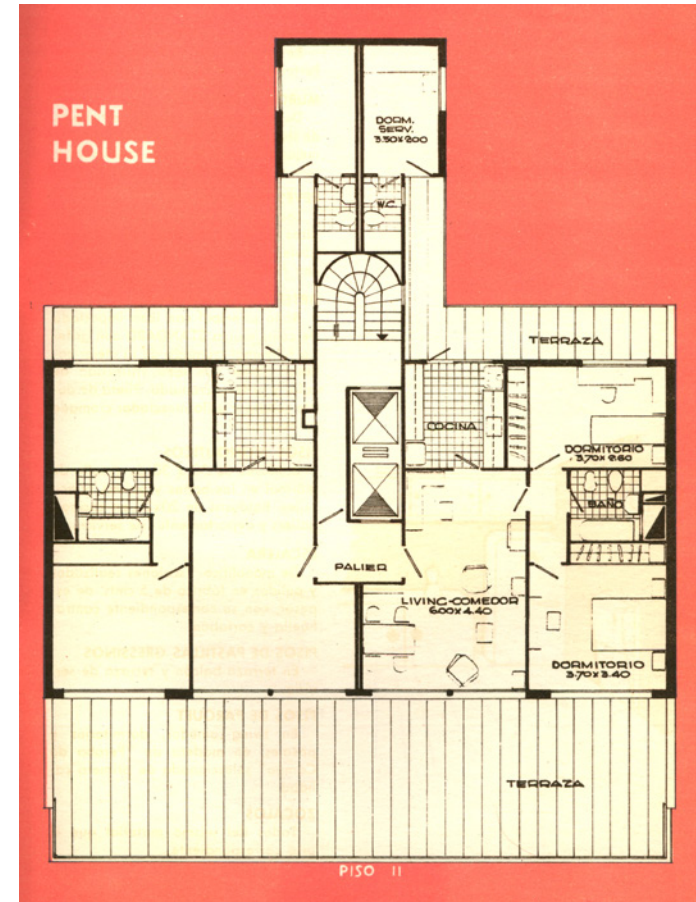 PENT
HOUSE
DORM.
SERV.
3.50x2.00
W.C.
TERRAZA
COCINA
DORMITORIO
3.70x2.60
BAÑO
PALIER
LIVING-COMEDOR
6.00x4.40
DORMITORIO
3.70x3.40
TERRAZA
PISO 11